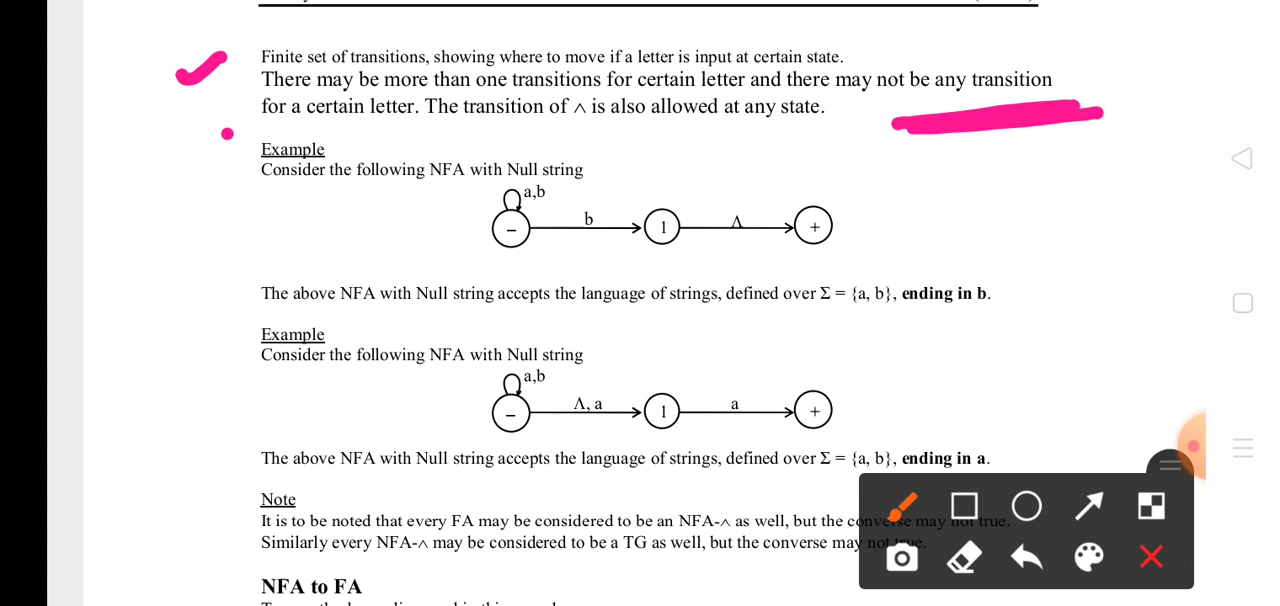 Finite set of transitions, showing where to move if a letter is input at certain state.
There may be more than one transitions for certain letter and there may not be any transition
for a certain letter. The transition of ^ is also allowed at any state.
Example
Consider the following NFA with Null string
a,b
b
Λ
–
1
+
The above NFA with Null string accepts the language of strings, defined over Σ = {a, b}, ending in b.
Example
Consider the following NFA with Null string
a,b
Λ, a
a
–
1
+
The above NFA with Null string accepts the language of strings, defined over Σ = {a, b}, ending in a.
Note
It is to be noted that every FA may be considered to be an NFA-^ as well, but the converse may not true.
Similarly every NFA-^ may be considered to be a TG as well, but the converse may not true.
NFA to FA